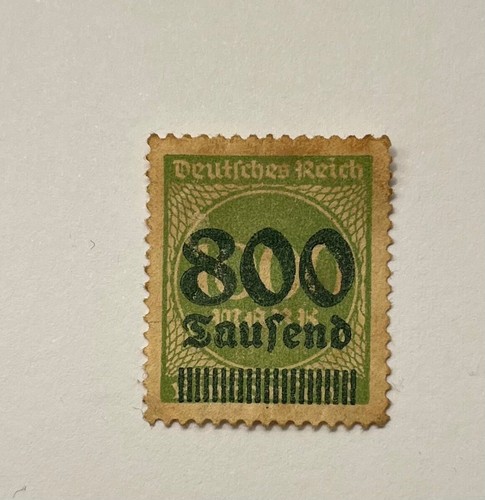 Deutsches Reich
800
Tausend